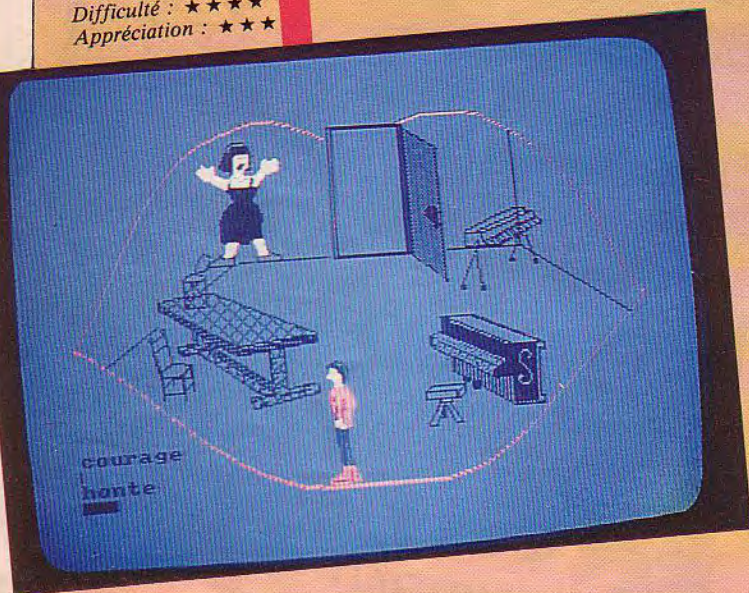 Difficulté : ★★★★
Appréciation : ★★★
courage
honte